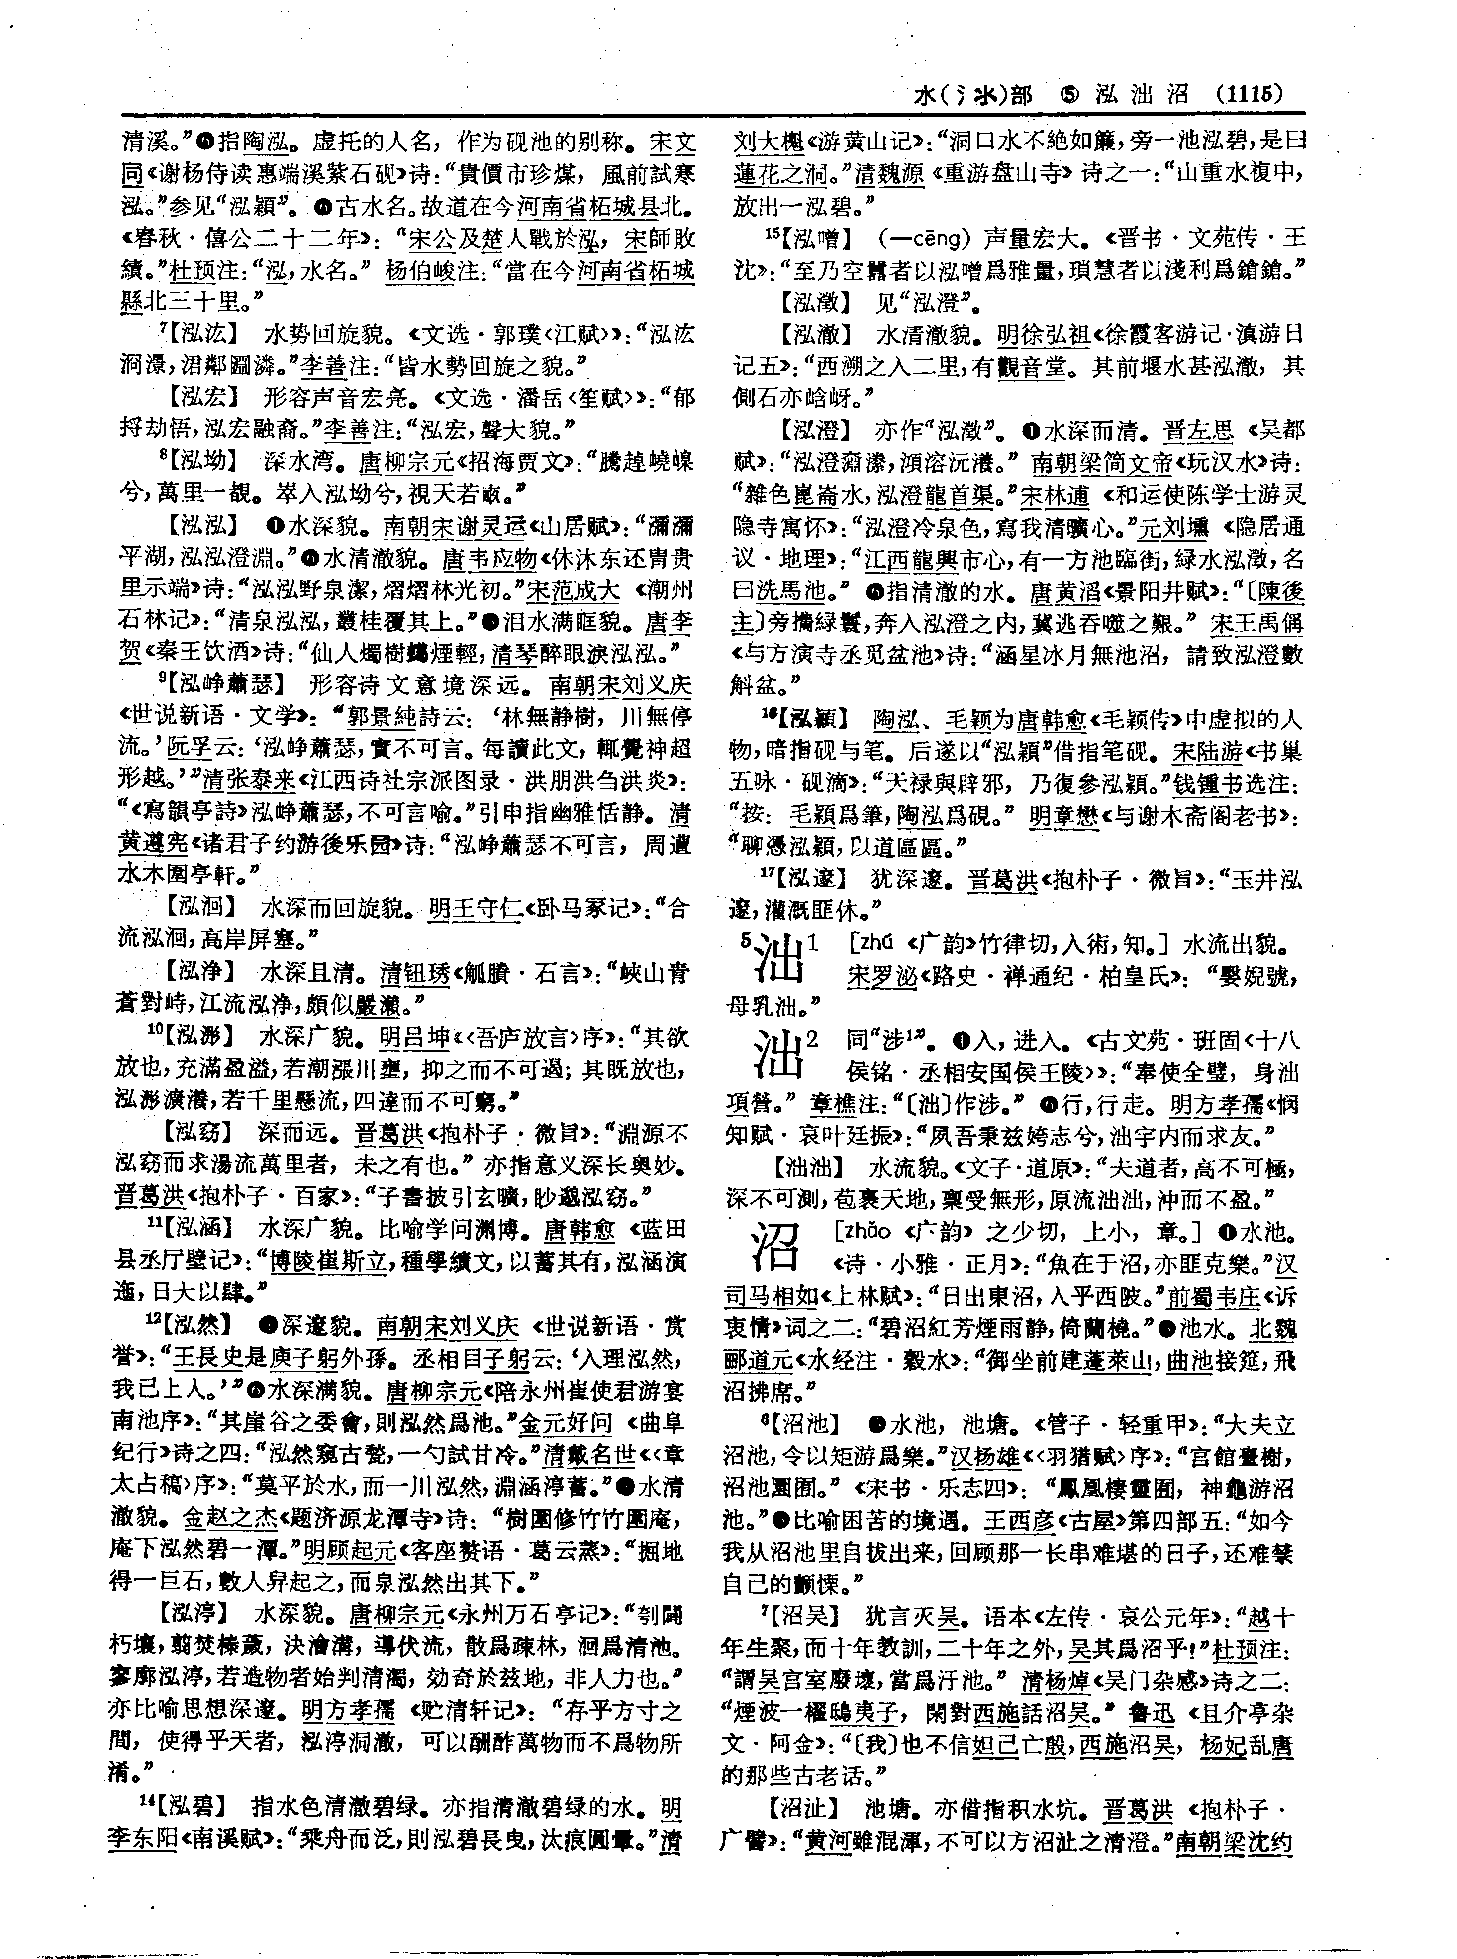 水(氵氺)部 ⑤ 泓 泏 沼 (1115)
清溪。”❺指陶泓。虚托的人名，作为砚池的别称。宋文
同《谢杨侍读惠端溪紫石砚》诗：“貴價市珍煤，風前試寒
泓。”参见“泓穎”。❻古水名。故道在今河南省柘城县北。
《春秋·僖公二十二年》：“宋公及楚人戰於泓，宋師敗
績。”杜预注：“泓，水名。”杨伯峻注：“當在今河南省柘城
縣北三十里。”
⁷【泓汯】 水势回旋貌。《文选·郭璞〈江赋〉》：“泓汯
浻澋，涒鄰㘤潾。”李善注：“皆水勢回旋之貌。”
【泓宏】 形容声音宏亮。《文选·潘岳〈笙赋〉》：“郁
捋劫悟，泓宏融裔。”李善注：“泓宏，聲大貌。”
⁸【泓坳】 深水湾。唐柳宗元《招海贾文》：“騰趠嶢嵲
兮，萬里一覩。崒入泓坳兮，視天若畝。”
【泓泓】 ❶水深貌。南朝宋谢灵运《山居赋》：“瀰瀰
平湖，泓泓澄淵。”❷水清澈貌。唐韦应物《休沐东还胄贵
里示端》诗：“泓泓野泉潔，熠熠林光初。”宋范成大《潮州
石林记》：“清泉泓泓，叢桂覆其上。”❸泪水满眶貌。唐李
贺《秦王饮酒》诗：“仙人燭樹蠟煙輕，清琴醉眼淚泓泓。”
⁹【泓峥萧瑟】 形容诗文意境深远。南朝宋刘义庆
《世说新语·文学》：“郭景純詩云：‘林無静樹，川無停
流。’阮孚云：‘泓崢蕭瑟，實不可言。每讀此文，輒覺神超
形越。’”清张泰来《江西诗社宗派图录·洪朋洪刍洪炎》：
“《寫韻亭詩》泓崢蕭瑟，不可言喻。”引申指幽雅恬静。清
黄遵宪《诸君子约游後乐园》诗：“泓崢蕭瑟不可言，周遭
水木圍亭軒。”
【泓洄】 水深而回旋貌。明王守仁《卧马冢记》：“合
流泓洄，高岸屏塞。”
【泓净】 水深且清。清钮琇《觚賸·石言》：“峽山青
蒼對峙，江流泓净，頗似嚴瀨。”
¹⁰【泓浵】 水深广貌。明吕坤《〈吾庐放言〉序》：“其欲
放也，充滿盈溢，若潮漲川壅，抑之而不可遏；其既放也，
泓浵瀇瀁，若千里懸流，四達而不可窮。”
【泓窈】 深而远。晋葛洪《抱朴子·微旨》：“淵源不
泓窈而求湯流萬里者，未之有也。”亦指意义深长奥妙。
晋葛洪《抱朴子·百家》：“子書披引玄曠，眇邈泓窈。”
¹¹【泓涵】 水深广貌。比喻学问渊博。唐韩愈《蓝田
县丞厅壁记》：“博陵崔斯立，種學績文，以蓄其有，泓涵演
迤，日大以肆。”
¹²【泓然】 ❶深邃貌。南朝宋刘义庆《世说新语·赏
誉》：“王長史是庾子躬外孫。丞相目子躬云：‘入理泓然，
我已上人。’”❷水深满貌。唐柳宗元《陪永州崔使君游宴
南池序》：“其崖谷之委會，則泓然爲池。”金元好问《曲阜
纪行》诗之四：“泓然窺古甃，一勺試甘冷。”清戴名世《〈章
太占稿〉序》：“莫平於水，而一川泓然，淵涵渟蓄。”❸水清
澈貌。金赵之杰《题济源龙潭寺》诗：“樹園修竹竹圍庵，
庵下泓然碧一潭。”明顾起元《客座赘语·葛云蒸》：“掘地
得一巨石，數人舁起之，而泉泓然出其下。”
【泓渟】 水深貌。唐柳宗元《永州万石亭记》：“刳闢
朽壤，翦焚榛薉，決澮溝，導伏流，散爲疎林，洄爲清池。
寥廓泓渟，若造物者始判清濁，効奇於兹地，非人力也。”
亦比喻思想深邃。明方孝孺《贮清轩记》：“存乎方寸之
間，使得乎天者，泓渟洞澈，可以酬酢萬物而不爲物所
淆。”
¹⁴【泓碧】 指水色清澈碧绿。亦指清澈碧绿的水。明
李东阳《南溪赋》：“乘舟而泛，則泓碧長曳，汰痕圓暈。”清
刘大櫆《游黄山记》：“洞口水不絶如簾，旁一池泓碧，是曰
蓮花之洞。”清魏源《重游盘山寺》诗之一：“山重水複中，
放出一泓碧。”
¹⁵【泓噌】 （—cēng）声量宏大。《晋书·文苑传·王
沈》：“至乃空嚣者以泓噌爲雅量，瑣慧者以淺利爲鎗鎗。”
【泓澂】 见“泓澄”。
【泓澈】 水清澈貌。明徐弘祖《徐霞客游记·滇游日
记五》：“西溯之入二里，有觀音堂。其前堰水甚泓澈，其
側石亦峆岈。”
【泓澄】 亦作“泓澂”。❶水深而清。晋左思《吴都
赋》：“泓澄奫潫，澒溶沆瀁。”南朝梁简文帝《玩汉水》诗：
“雜色崑崙水，泓澄龍首渠。”宋林逋《和运使陈学士游灵
隐寺寓怀》：“泓澄冷泉色，寫我清曠心。”元刘壎《隐居通
议·地理》：“江西龍興市心，有一方池臨街，緑水泓澂，名
曰洗馬池。”❷指清澈的水。唐黄滔《景阳井赋》：“〔陳後
主〕旁攜緑鬢，奔入泓澄之内，冀逃吞噬之艱。”宋王禹偁
《与方演寺丞觅盆池》诗：“涵星冰月無池沼，請致泓澄數
斛盆。”
¹⁶【泓穎】 陶泓、毛颖为唐韩愈《毛颖传》中虚拟的人
物，暗指砚与笔。后遂以“泓穎”借指笔砚。宋陆游《书巢
五咏·砚滴》：“天禄與辟邪，乃復參泓穎。”钱锺书选注：
“按：毛穎爲筆，陶泓爲硯。”明章懋《与谢木斋阁老书》：
“聊憑泓穎，以道區區。”
¹⁷【泓邃】 犹深邃。晋葛洪《抱朴子·微旨》：“玉井泓
邃，灌溉匪休。”
⁵泏¹ ［zhú 《广韵》竹律切，入術，知。］水流出貌。
宋罗泌《路史·禅通纪·柏皇氏》：“嬰婗號，
母乳泏。”
泏² 同“涉¹”。❶入，进入。《古文苑·班固〈十八
侯铭·丞相安国侯王陵〉》：“奉使全璧，身泏
項營。”章樵注：“〔泏〕作涉。”❷行，行走。明方孝孺《悯
知赋·哀叶廷振》：“夙吾秉兹姱志兮，泏宇内而求友。”
【泏泏】 水流貌。《文子·道原》：“大道者，高不可極，
深不可測，苞裹天地，稟受無形，原流泏泏，沖而不盈。”
沼 ［zhǎo 《广韵》之少切，上小，章。］❶水池。
《诗·小雅·正月》：“魚在于沼，亦匪克樂。”汉
司马相如《上林赋》：“日出東沼，入乎西陂。”前蜀韦庄《诉
衷情》词之二：“碧沼紅芳煙雨静，倚蘭橈。”❷池水。北魏
郦道元《水经注·穀水》：“御坐前建蓬萊山，曲池接筵，飛
沼拂席。”
⁶【沼池】 ❶水池，池塘。《管子·轻重甲》：“大夫立
沼池，令以矩游爲樂。”汉杨雄《〈羽猎赋〉序》：“宫館臺榭，
沼池園囿。”《宋书·乐志四》：“鳳凰棲靈囿，神龜游沼
池。”❷比喻困苦的境遇。王西彦《古屋》第四部五：“如今
我从沼池里自拔出来，回顾那一长串难堪的日子，还难禁
自己的颤慄。”
⁷【沼吴】 犹言灭吴。语本《左传·哀公元年》：“越十
年生聚，而十年教訓，二十年之外，吴其爲沼乎！”杜预注：
“謂吴宫室廢壞，當爲汙池。”清杨焯《吴门杂感》诗之二：
“煙波一櫂鴟夷子，閑對西施話沼吴。”鲁迅《且介亭杂
文·阿金》：“〔我〕也不信妲己亡殷，西施沼吴，杨妃乱唐
的那些古老话。”
【沼沚】 池塘。亦借指积水坑。晋葛洪《抱朴子·
广譬》：“黄河雖混渾，不可以方沼沚之清澄。”南朝梁沈约